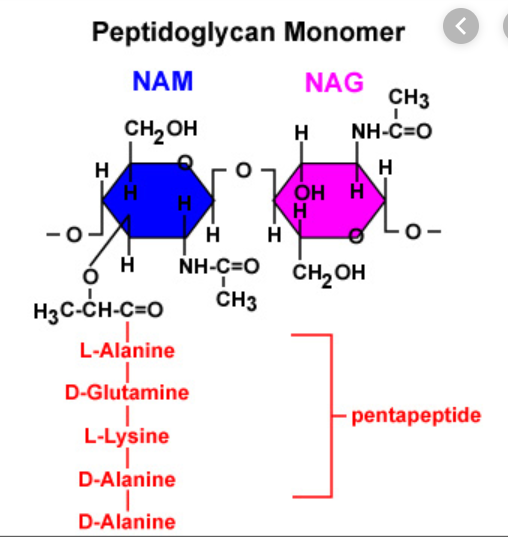 Peptidoglycan Monomer
NAM
NAG
CH3
CH2OH
H
NH-C=O
H
O
O
H
H
H
OH
H
H
H
H
H
-O
O
O-
H
NH-C=O
CH2OH
O
CH3
H3C-CH-C=O
L-Alanine
D-Glutamine
pentapeptide
L-Lysine
D-Alanine
D-Alanine